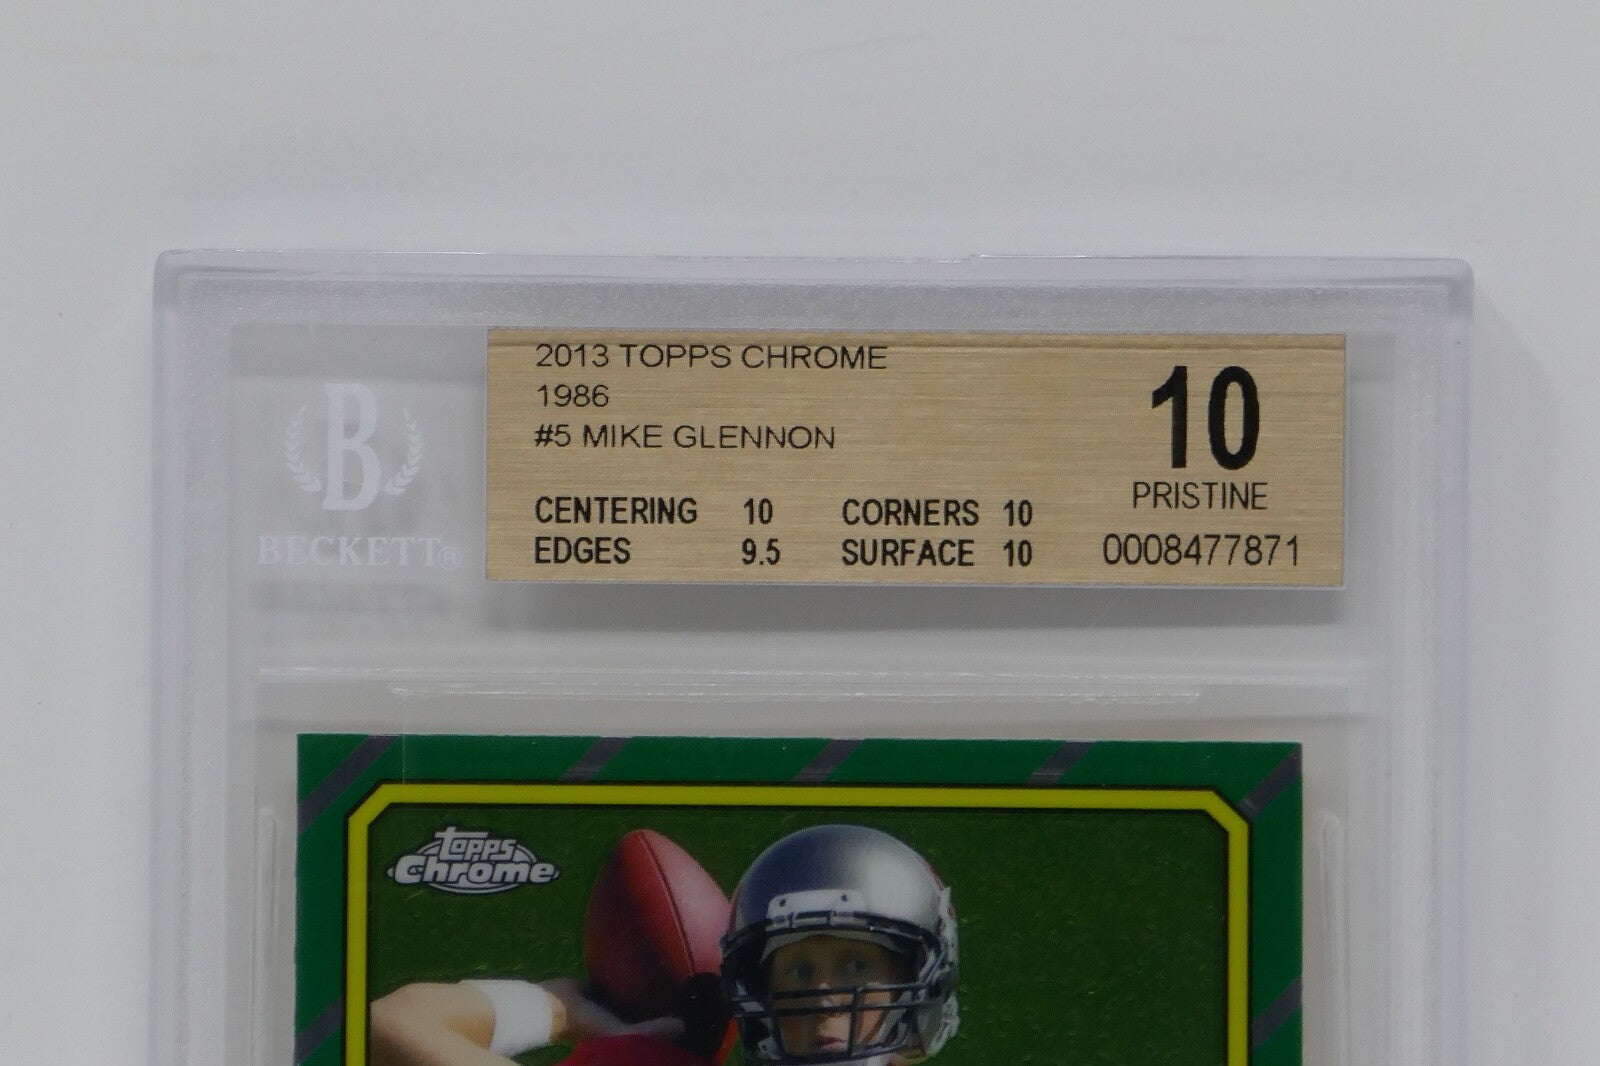 2013 TOPPS CHROME
1986
#5 MIKE GLENNON
CENTERING 10 CORNERS 10
EDGES 9.5 SURFACE 10
10
PRISTINE
0008477871
B
BECKETT®
Topps
Chrome